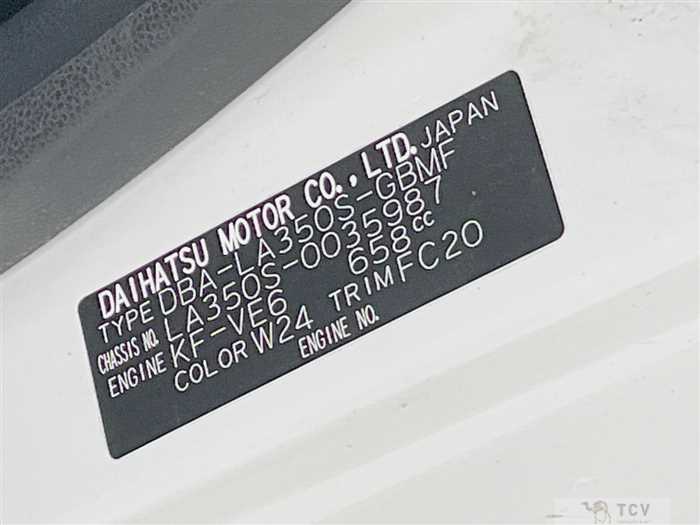 DAIHATSU MOTOR CO., LTD. JAPAN
TYPE DBA-LA350S-GBMF
CHASSIS NO. LA350S-0035987
ENGINE KF-VE6 658cc
COLOR W24 TRIM FC20
ENGINE NO.
TCV